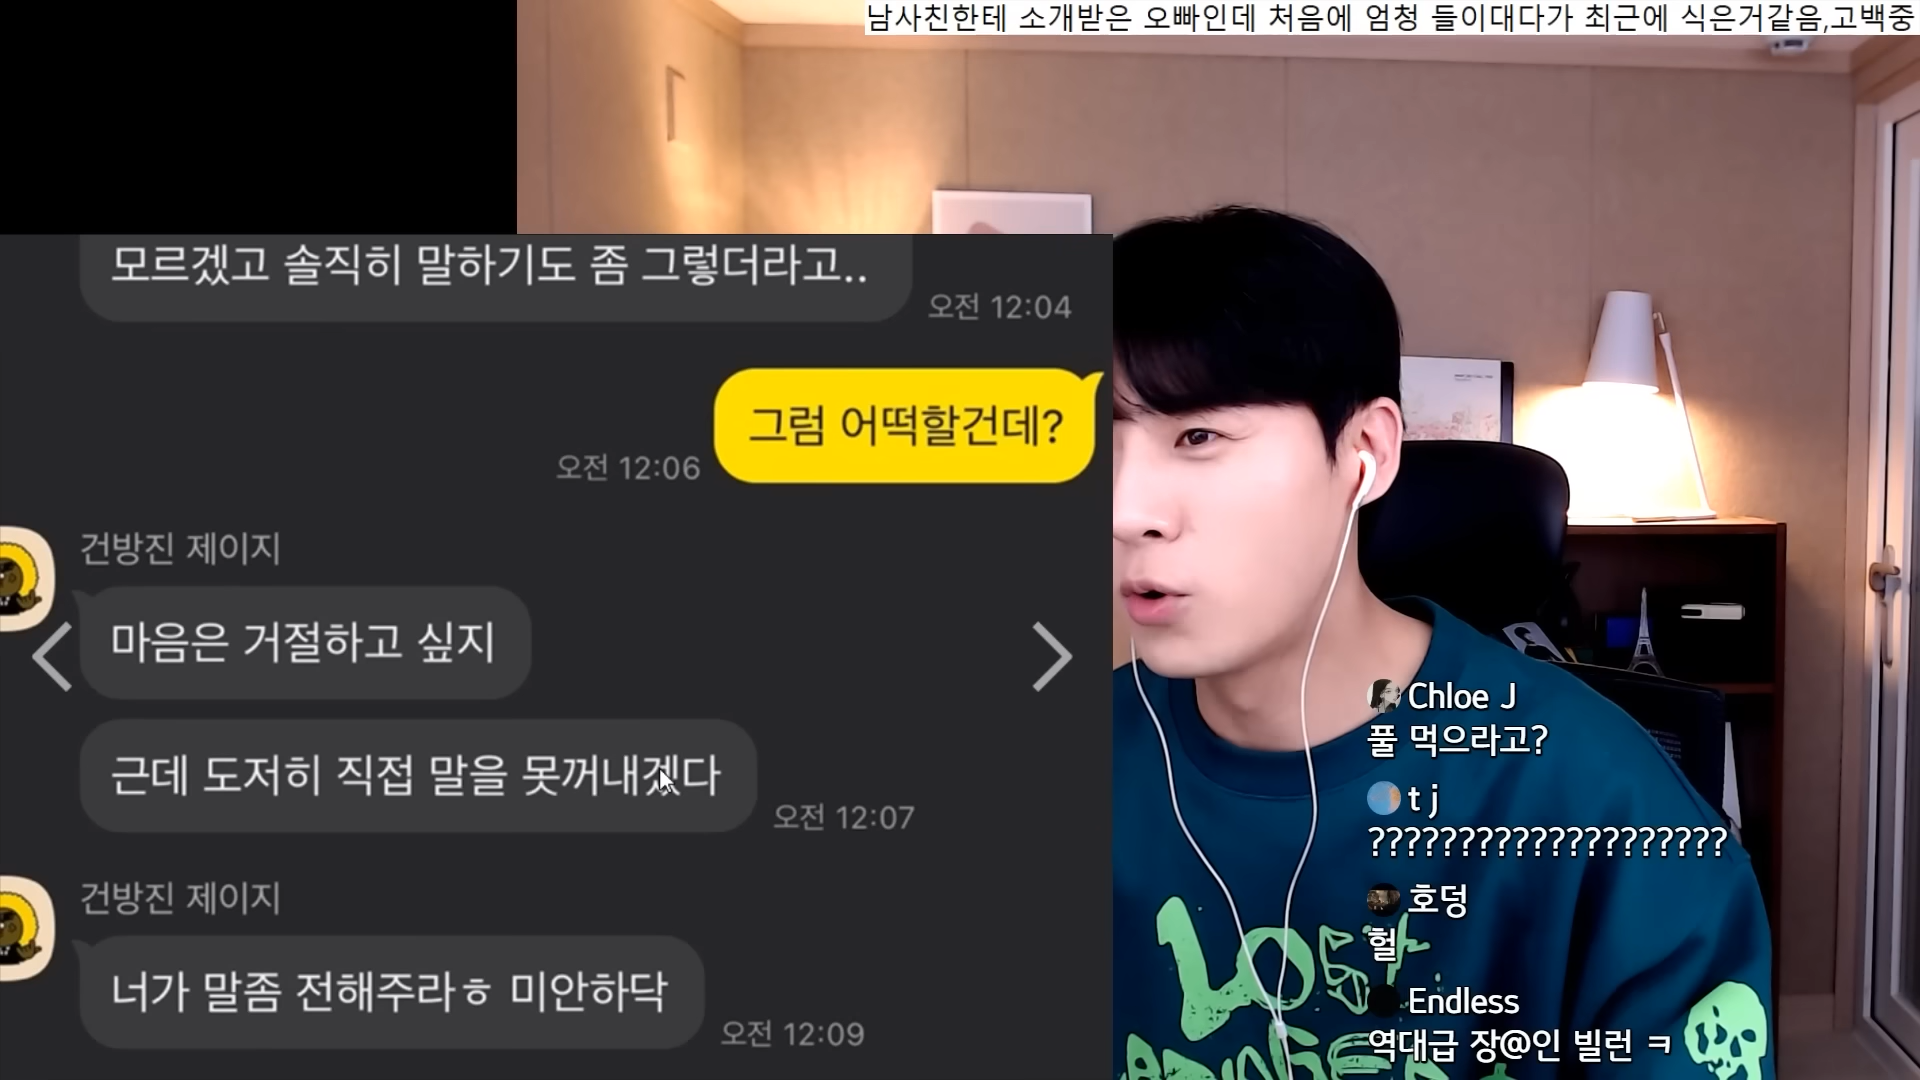 남사친한테 소개받은 오빠인데 처음에 엄청 들이대다가 최근에 식은거같음,고백중
모르겠고 솔직히 말하기도 좀 그렇더라고..
오전 12:04
그럼 어떡할건데?
오전 12:06
건방진 제이지
마음은 거절하고 싶지
근데 도저히 직접 말을 못꺼내겠다
오전 12:07
건방진 제이지
너가 말좀 전해주라ㅎ 미안하닥
오전 12:09
Chloe J
풀 먹으라고?
t j
????????????????????
호덩
헐
Endless
역대급 장@인 빌런 ㅋ
LOST